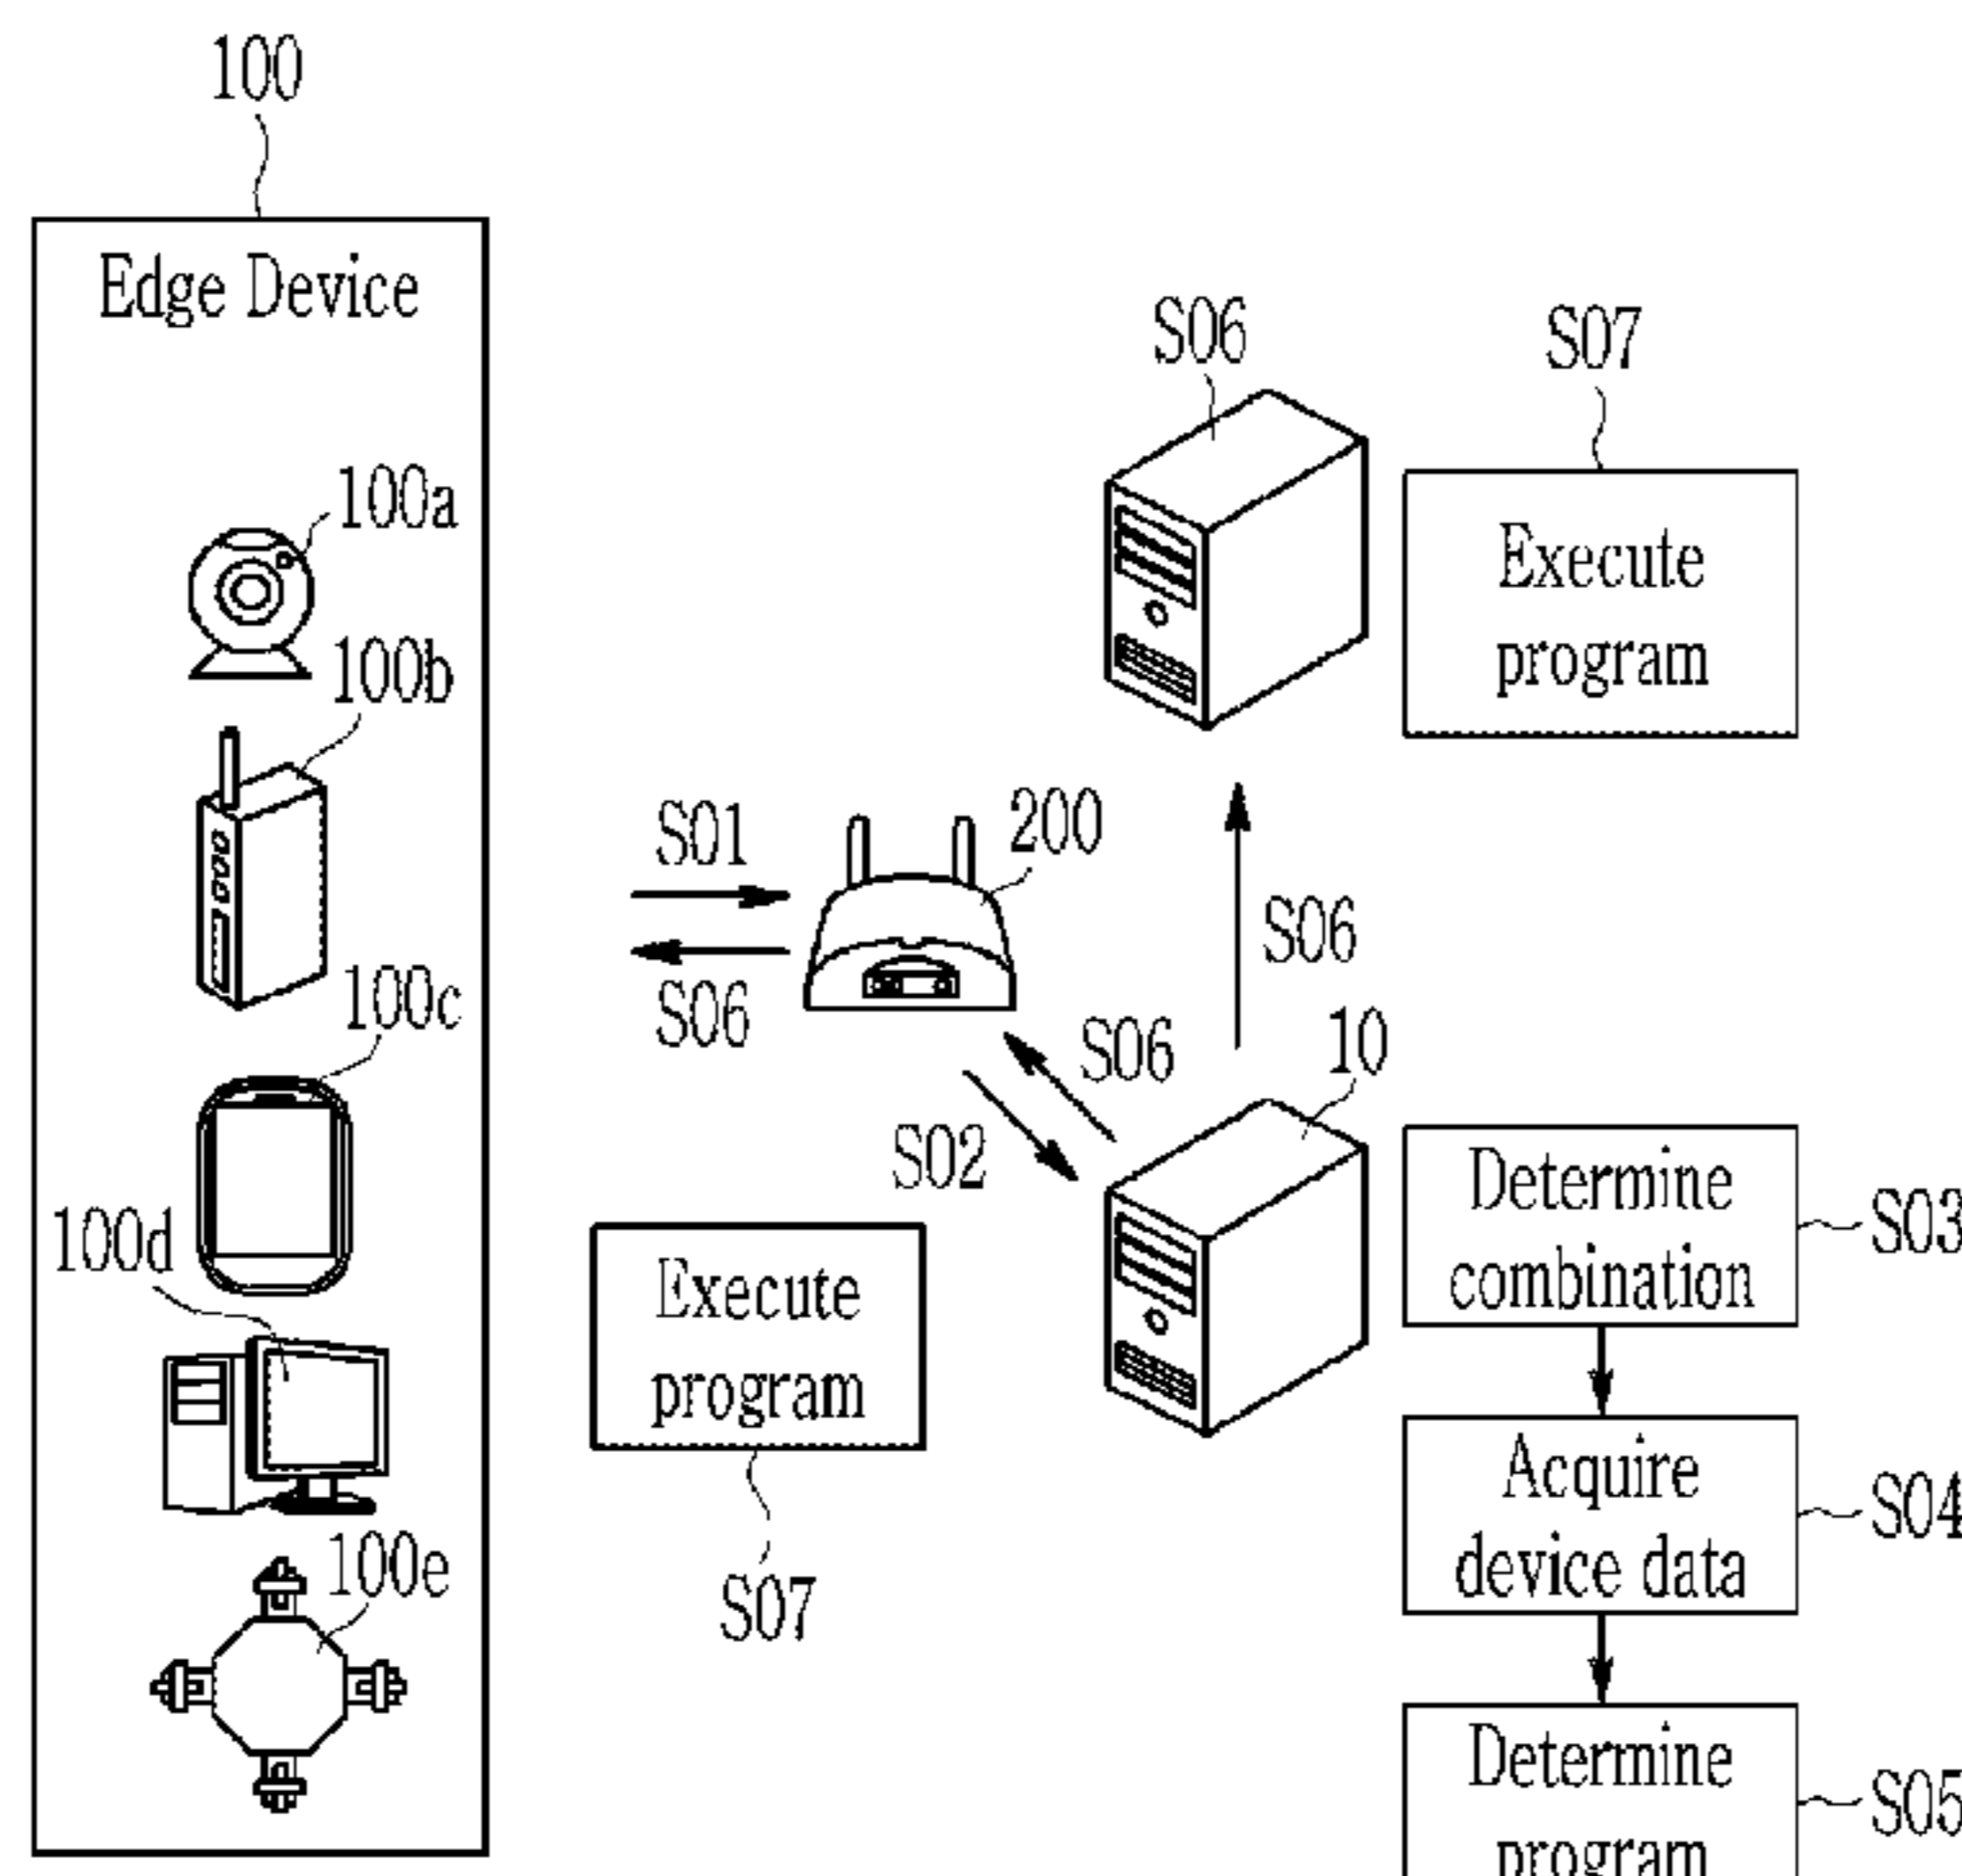 100
Edge Device
100a
100b
100c
100d
100e
S01
S06
200
S06
S02
S06
S07
Execute
program
S06
10
Execute
program
S07
Determine
combination
S03
Acquire
device data
S04
Determine
program
S05